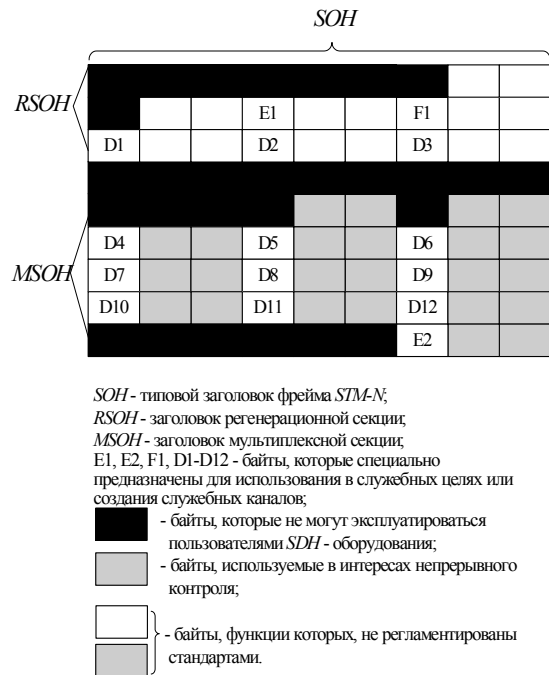 SOH
RSOH
E1 F1
D1 D2 D3
MSOH
D4 D5 D6
D7 D8 D9
D10 D11 D12
E2
SOH - типовой заголовок фрейма STM-N;
RSOH - заголовок регенерационной секции;
MSOH - заголовок мультиплексной секции;
E1, E2, F1, D1-D12 - байты, которые специально
предназначены для использования в служебных целях или
создания служебных каналов;
- байты, которые не могут эксплуатироваться
пользователями SDH - оборудования;
- байты, используемые в интересах непрерывного
контроля;
- байты, функции которых, не регламентированы
стандартами.